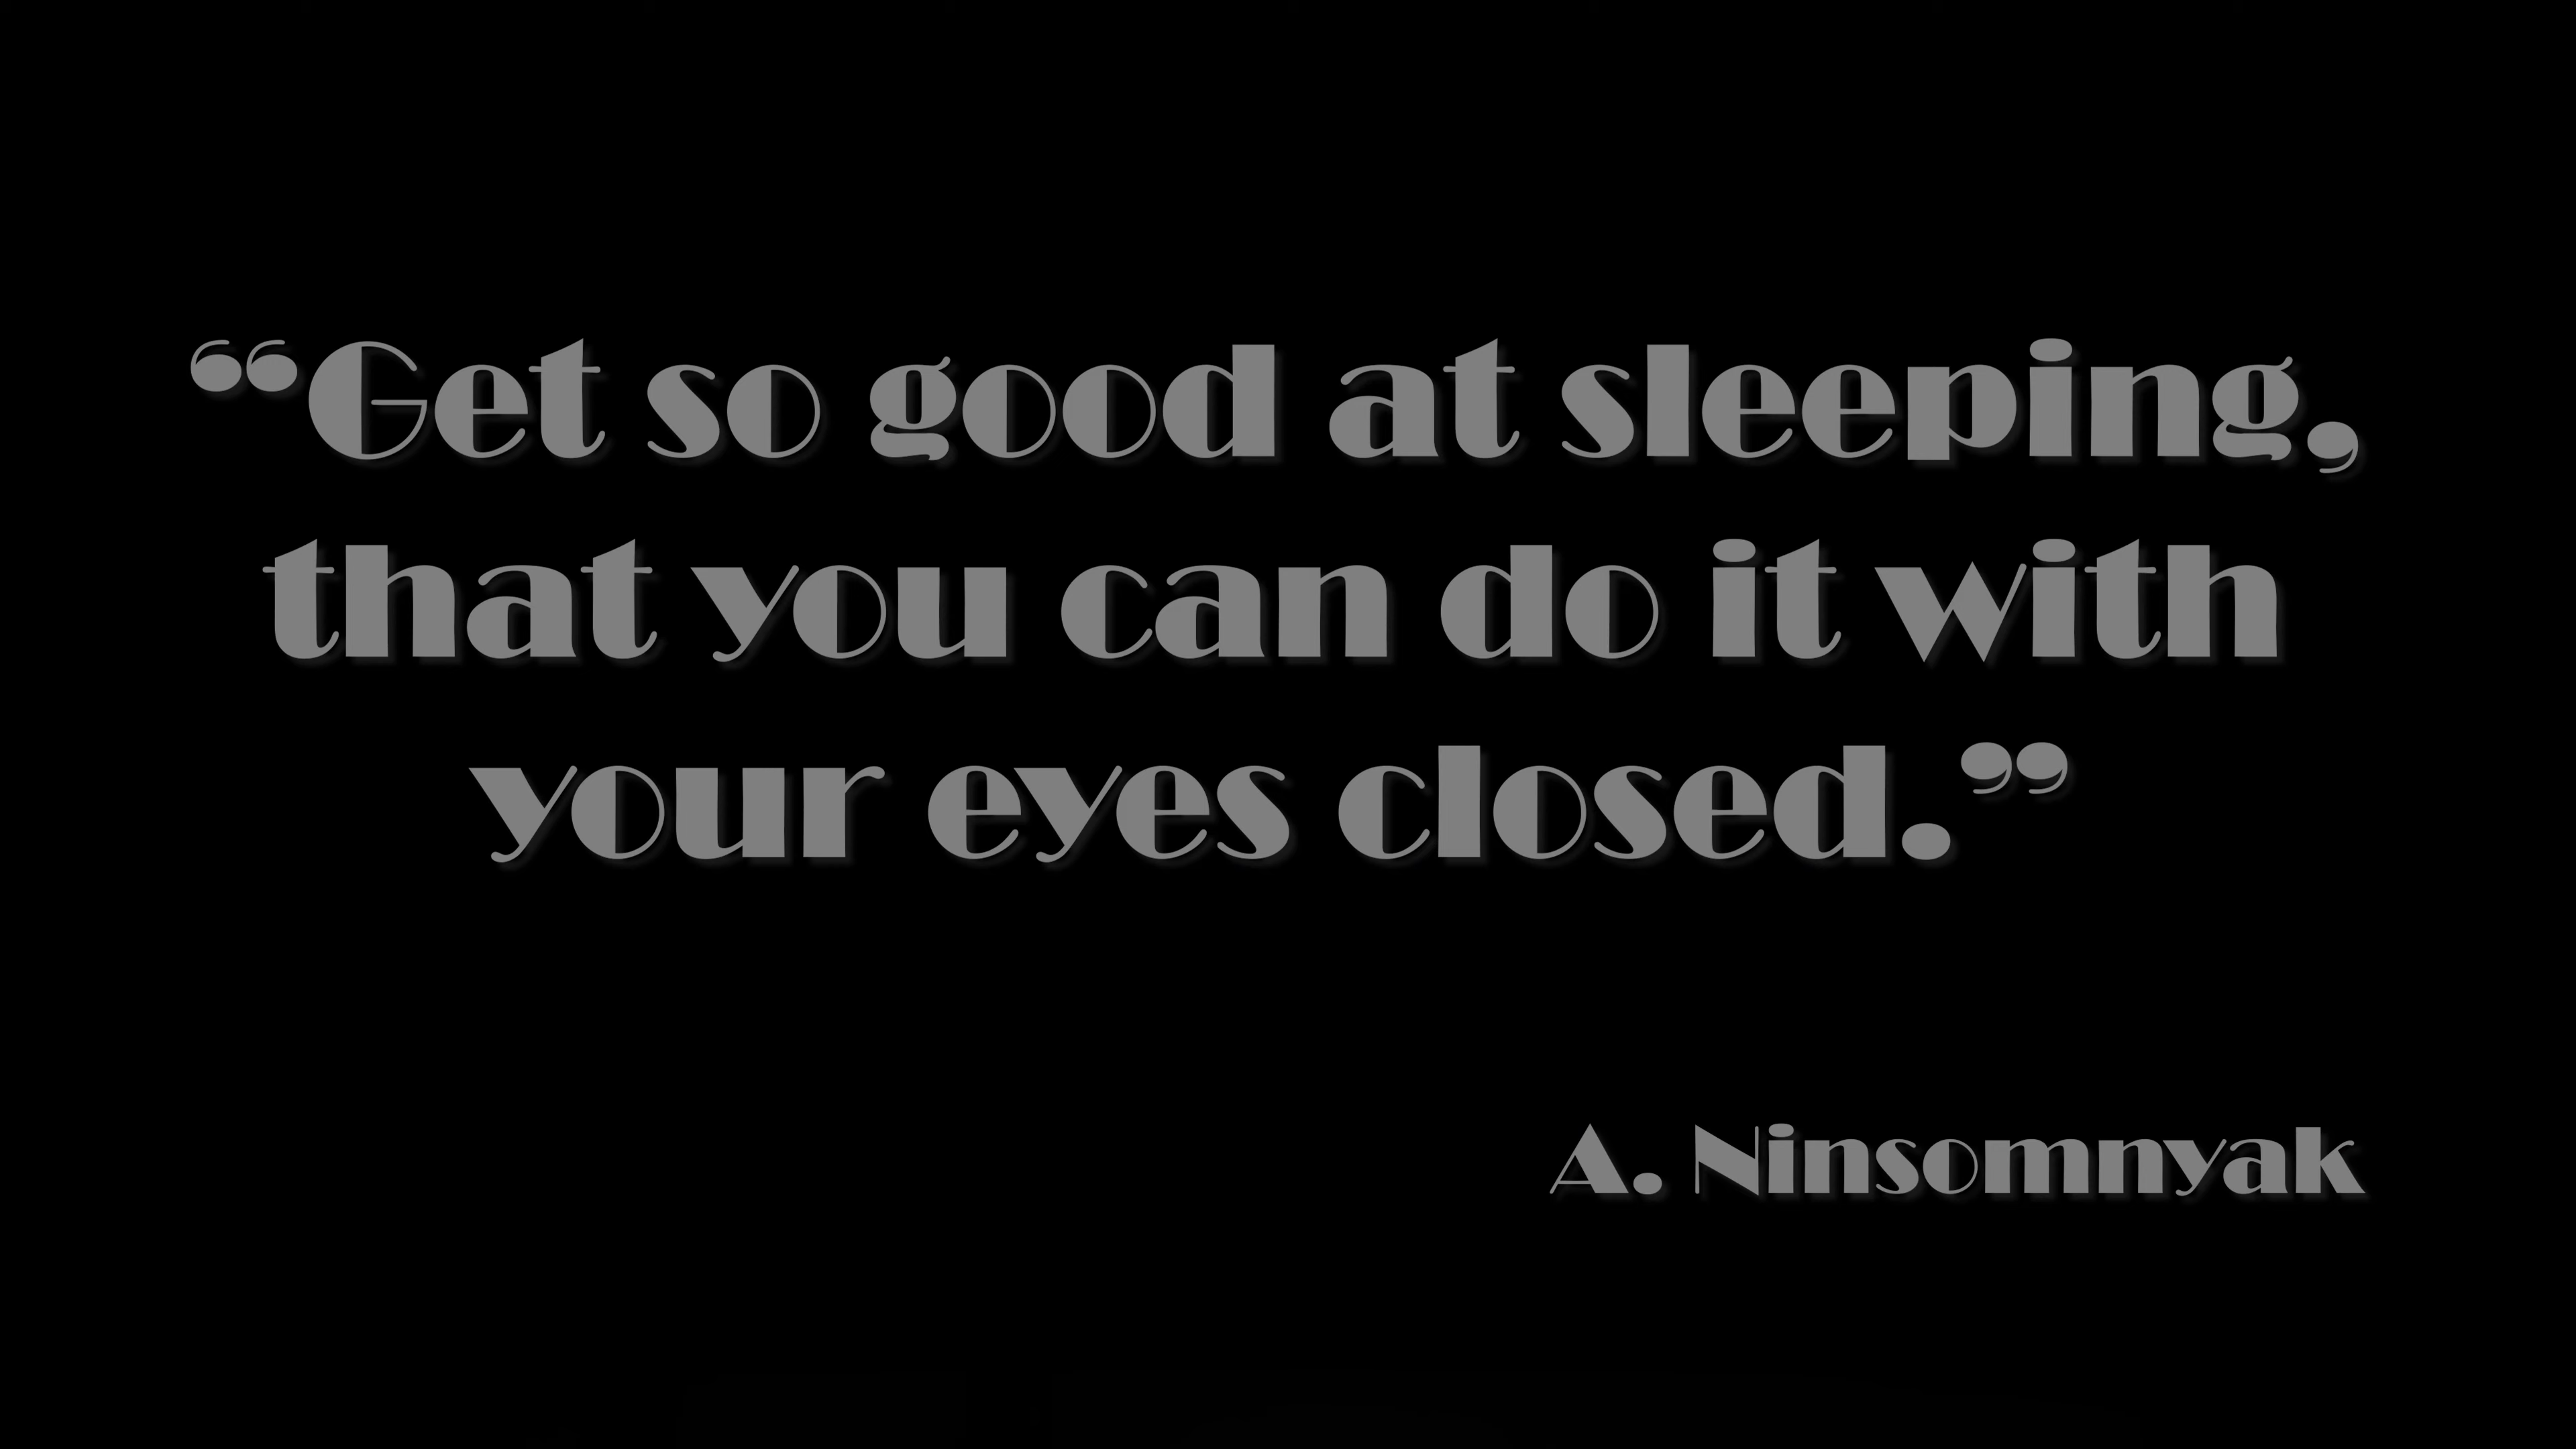 “Get so good at sleeping,
that you can do it with
your eyes closed.”
A. Ninsomnyak